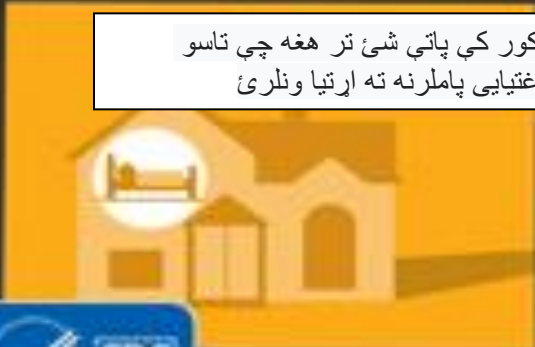 کور کې پاتې شئ تر هغه چې تاسو
غتیایی پاملرنه ته اړتیا ونلرئ